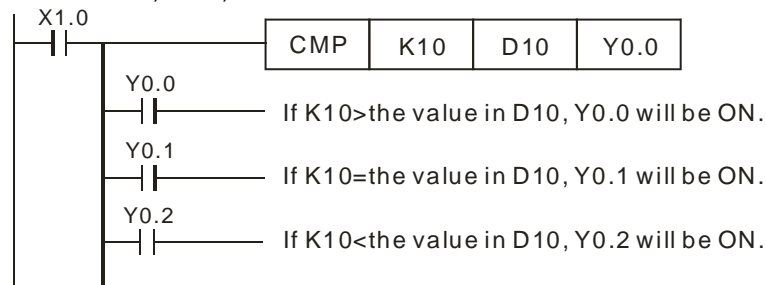 X1.0
CMP K10 D10 Y0.0
Y0.0
If K10>the value in D10, Y0.0 will be ON.
Y0.1
If K10=the value in D10, Y0.1 will be ON.
Y0.2
If K10<the value in D10, Y0.2 will be ON.